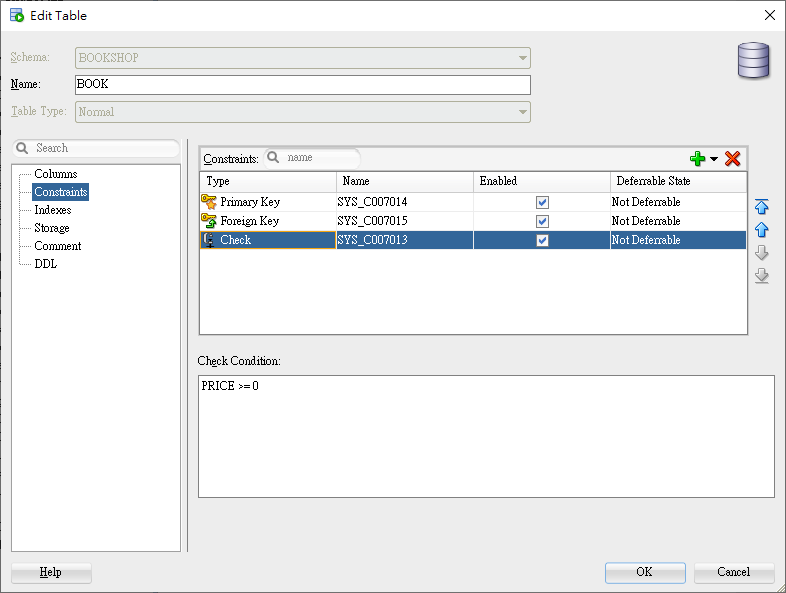 Edit Table
Schema: BOOKSHOP
Name: BOOK
Table Type: Normal
Search
Columns
Constraints
Indexes
Storage
Comment
DDL
Constraints: name
Type Name Enabled Deferrable State
Primary Key SYS_C007014 Not Deferrable
Foreign Key SYS_C007015 Not Deferrable
Check SYS_C007013 Not Deferrable
Check Condition:
PRICE >= 0
Help OK Cancel